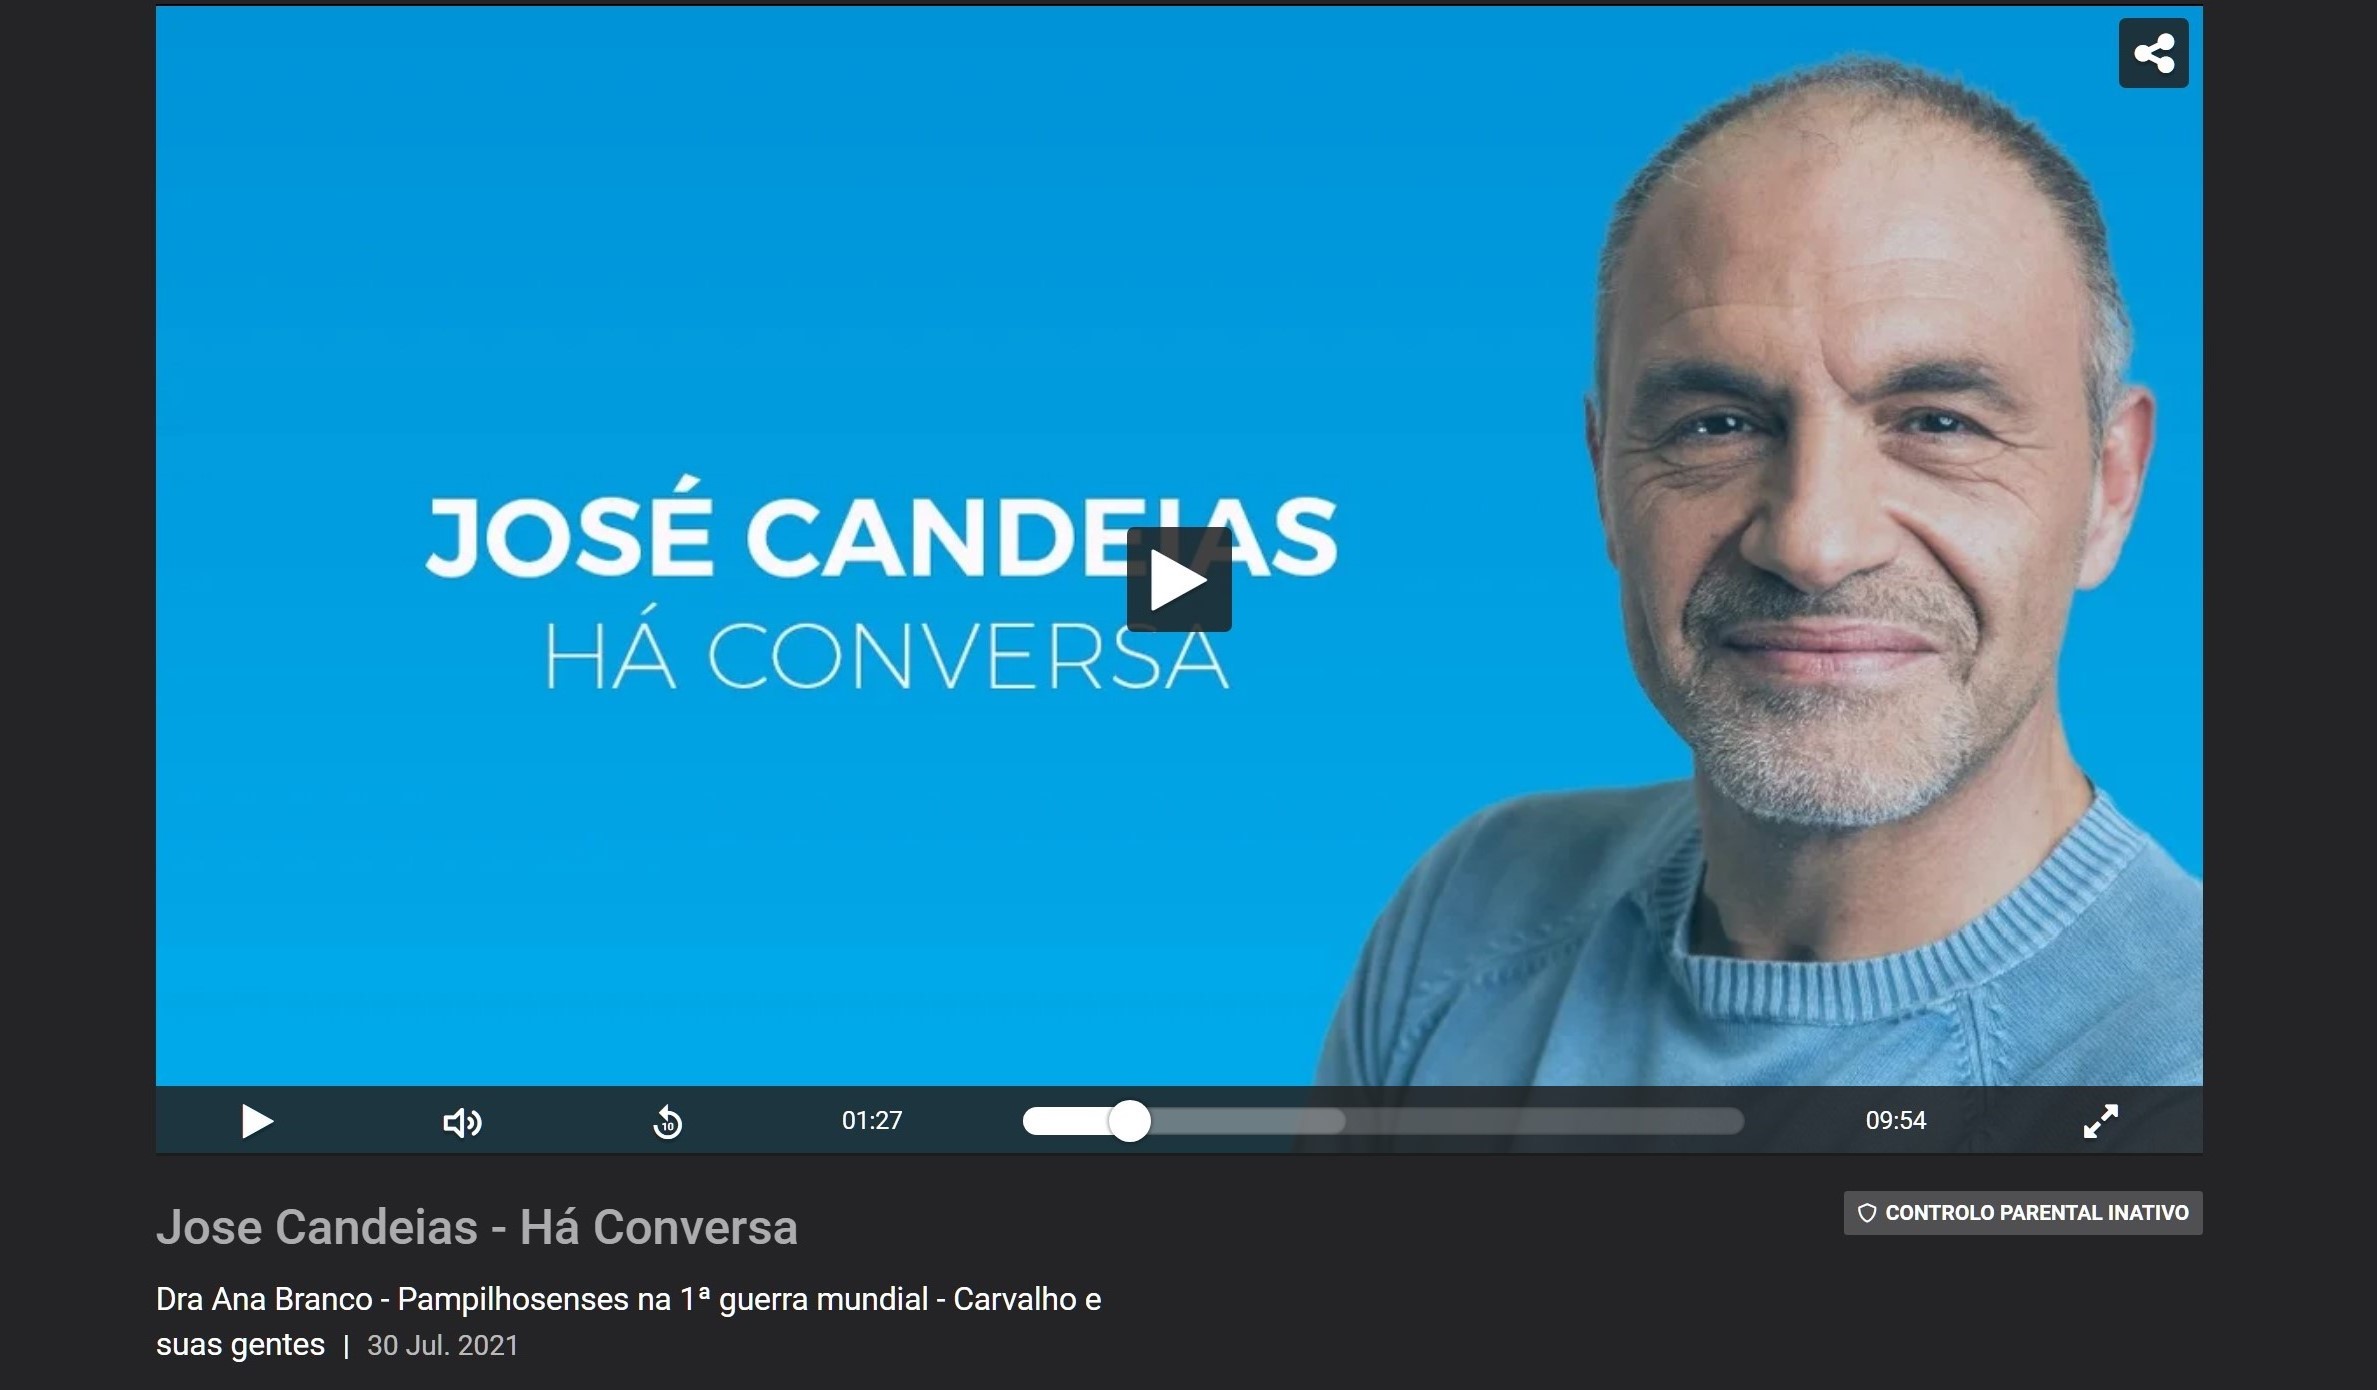 JOSÉ CANDEIAS
HÁ CONVERSA
10
01:27
09:54
Jose Candeias - Há Conversa
CONTROLO PARENTAL INATIVO
Dra Ana Branco - Pampilhosenses na 1ª guerra mundial - Carvalho e
suas gentes | 30 Jul. 2021